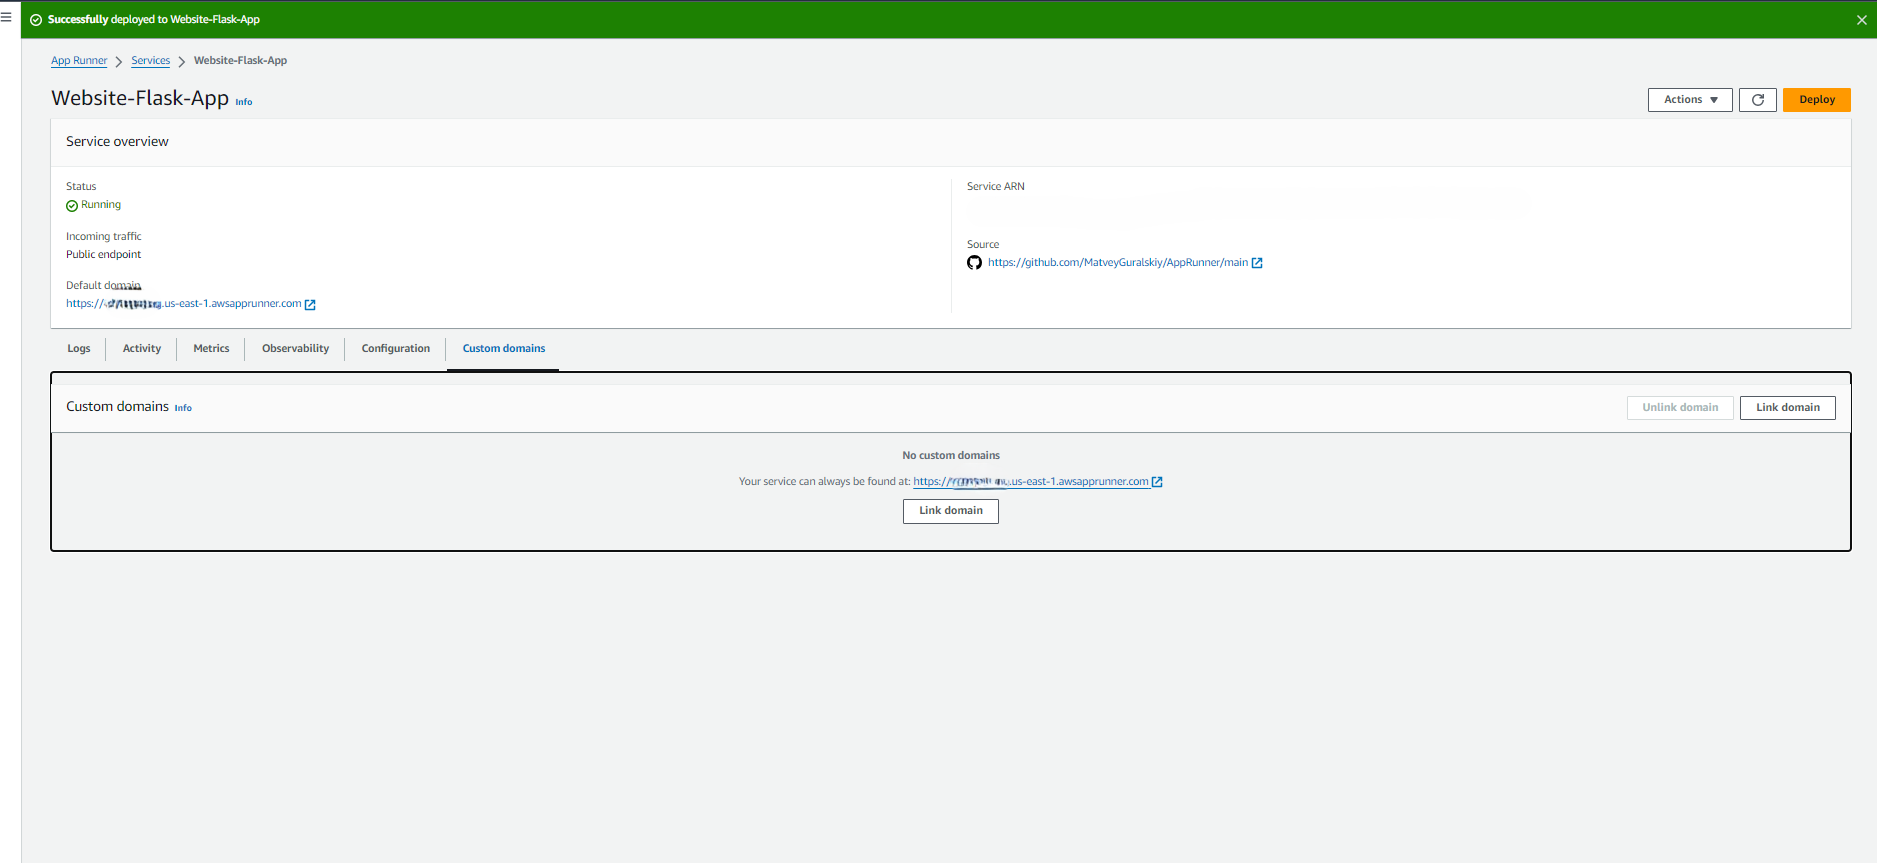 Successfully deployed to Website-Flask-App
App Runner > Services > Website-Flask-App
Website-Flask-App Info
Actions Deploy
Service overview
Status
Running
Incoming traffic
Public endpoint
Default domain
https:// .us-east-1.awsapprunner.com
Service ARN
Source
https://github.com/MatveyGuralskiy/AppRunner/main
Logs Activity Metrics Observability Configuration Custom domains
Custom domains Info
Unlink domain Link domain
No custom domains
Your service can always be found at: https:// .us-east-1.awsapprunner.com
Link domain